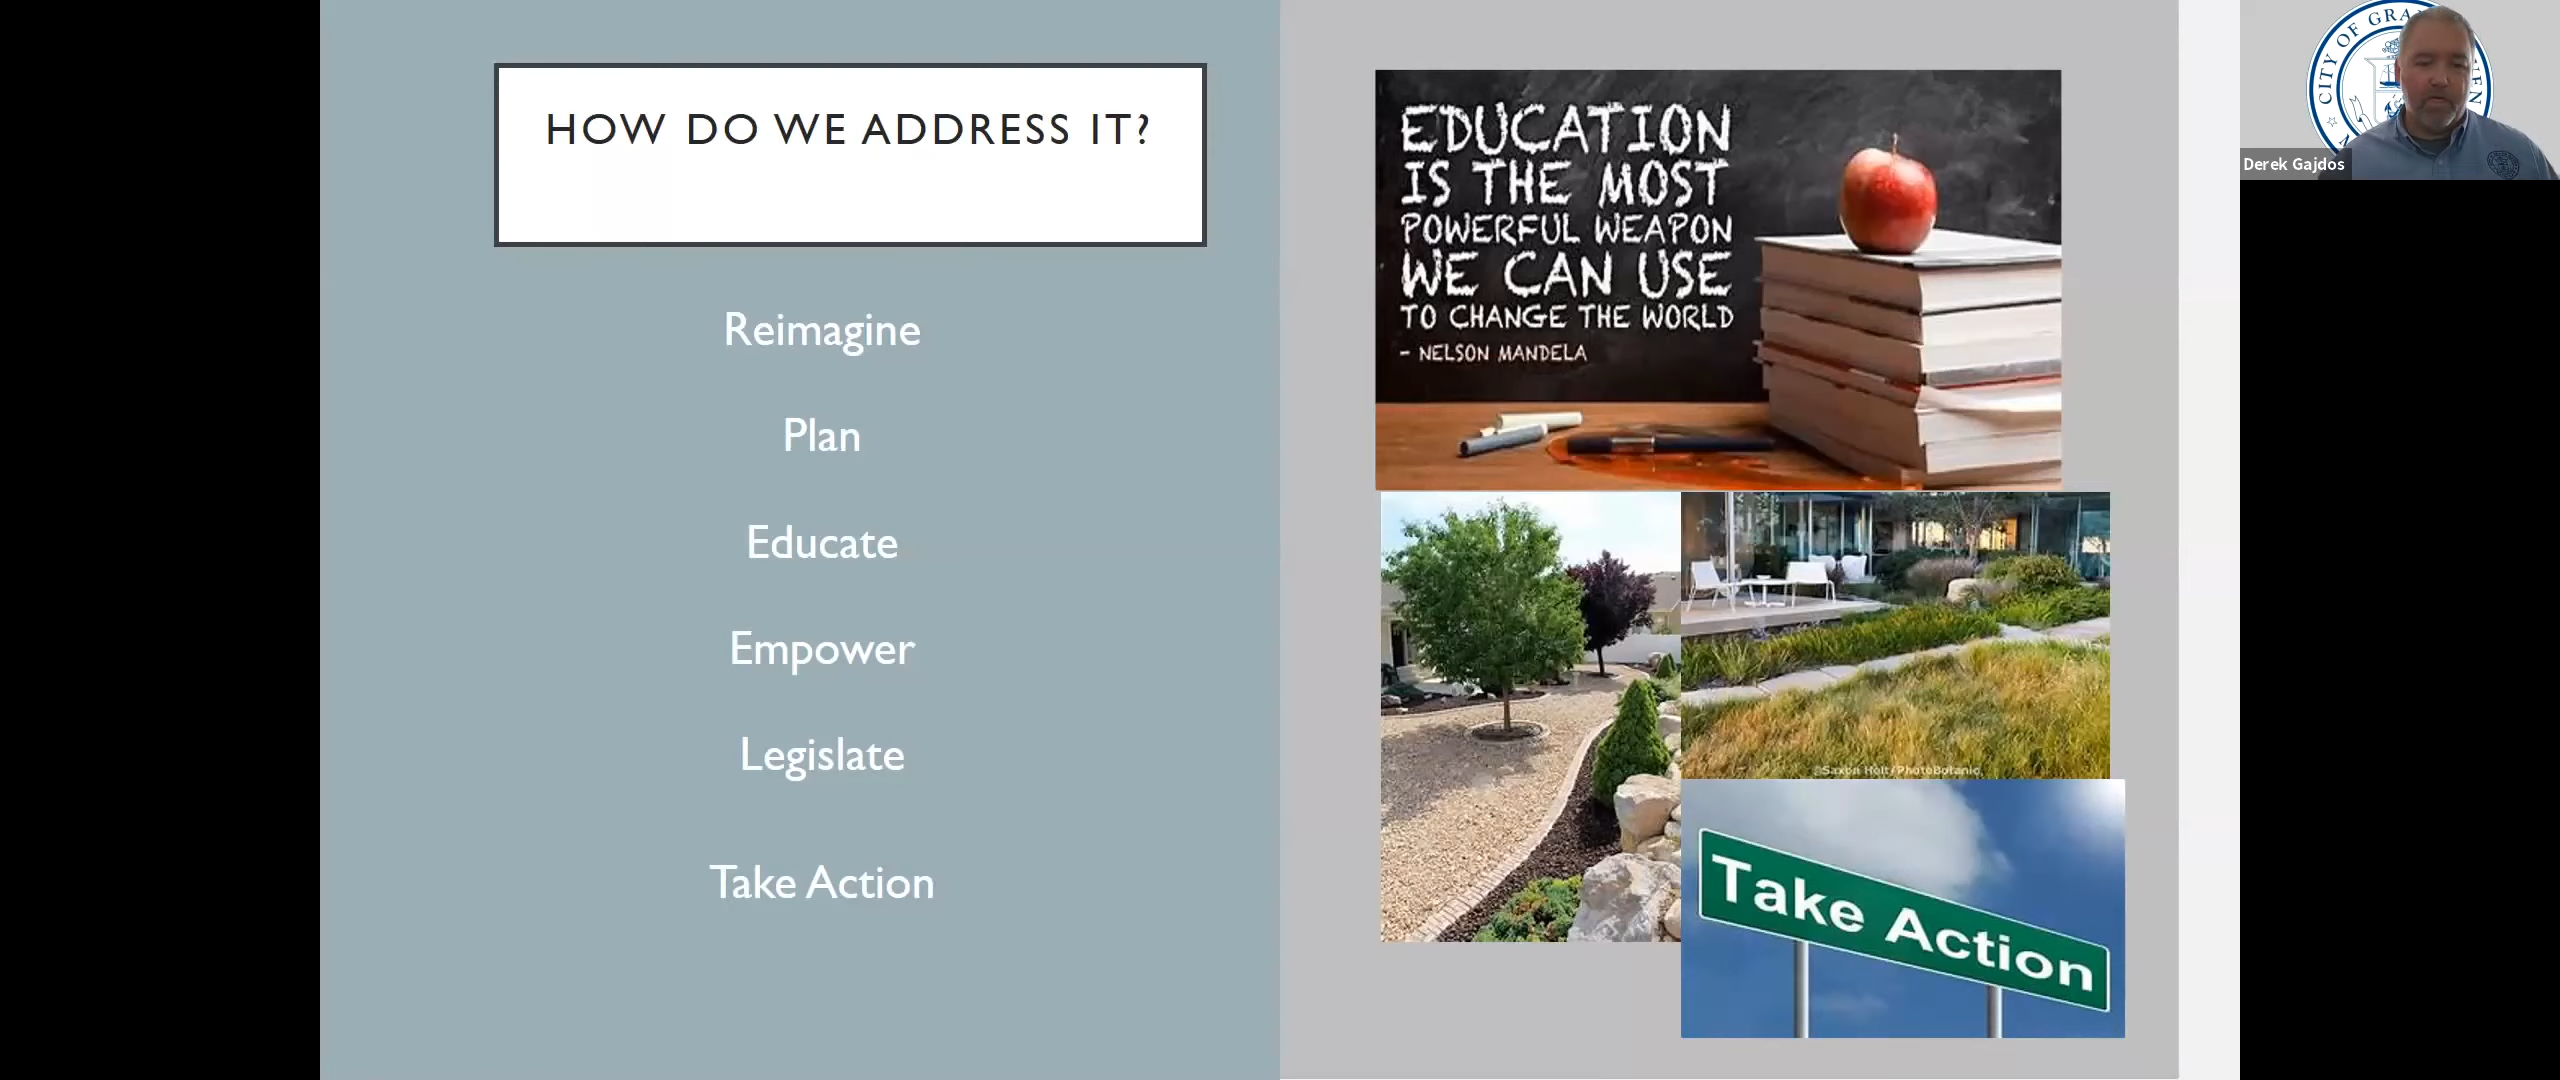 HOW DO WE ADDRESS IT?
Reimagine
Plan
Educate
Empower
Legislate
Take Action
EDUCATION
IS THE MOST
POWERFUL WEAPON
WE CAN USE
TO CHANGE THE WORLD
- NELSON MANDELA
©Saxon Holt/PhotoBotanic
Take Action
CITY OF GRA
Derek Gajdos